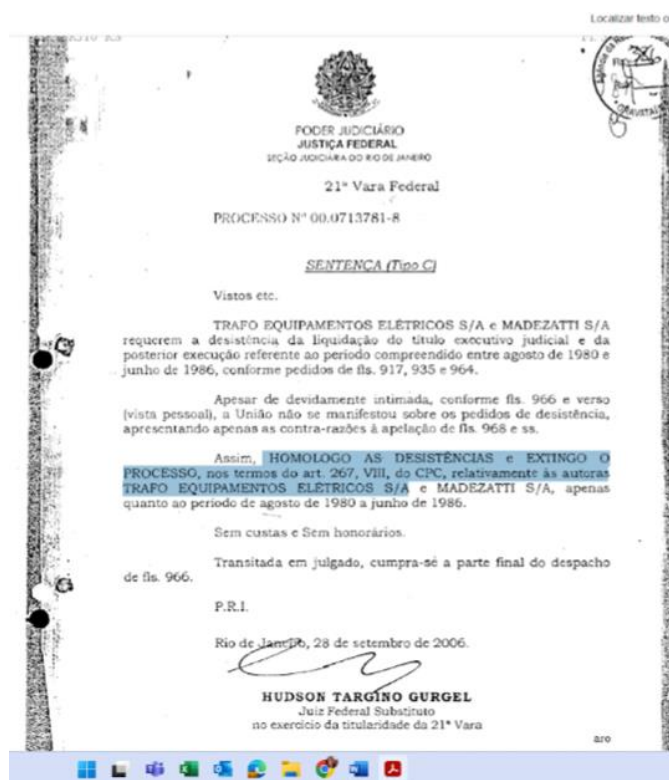 Localizar texto o
PODER JUDICIÁRIO
JUSTIÇA FEDERAL
SEÇÃO JUDICIÁRIA DO RIO DE JANEIRO
21ª Vara Federal
PROCESSO Nº 00.0713781-8
SENTENÇA (Tipo C)
Vistos etc.
TRAFO EQUIPAMENTOS ELÉTRICOS S/A e MADEZATTI S/A
requerem a desistência da liquidação do título executivo judicial e da
posterior execução referente ao período compreendido entre agosto de 1980 e
junho de 1986, conforme pedidos de fls. 917, 935 e 964.
Apesar de devidamente intimada, conforme fls. 966 e verso
(vista pessoal), a União não se manifestou sobre os pedidos de desistência,
apresentando apenas as contra-razões à apelação de fls. 968 e ss.
Assim, HOMOLOGO AS DESISTÊNCIAS e EXTINGO O
PROCESSO, nos termos do art. 267, VIII, do CPC, relativamente às autoras
TRAFO EQUIPAMENTOS ELÉTRICOS S/A e MADEZATTI S/A, apenas
quanto ao período de agosto de 1980 a junho de 1986.
Sem custas e Sem honorários.
Transitada em julgado, cumpra-se a parte final do despacho
de fls. 966.
P.R.I.
Rio de Janeiro, 28 de setembro de 2006.
HUDSON TARGINO GURGEL
Juiz Federal Substituto
no exercício da titularidade da 21ª Vara
aro